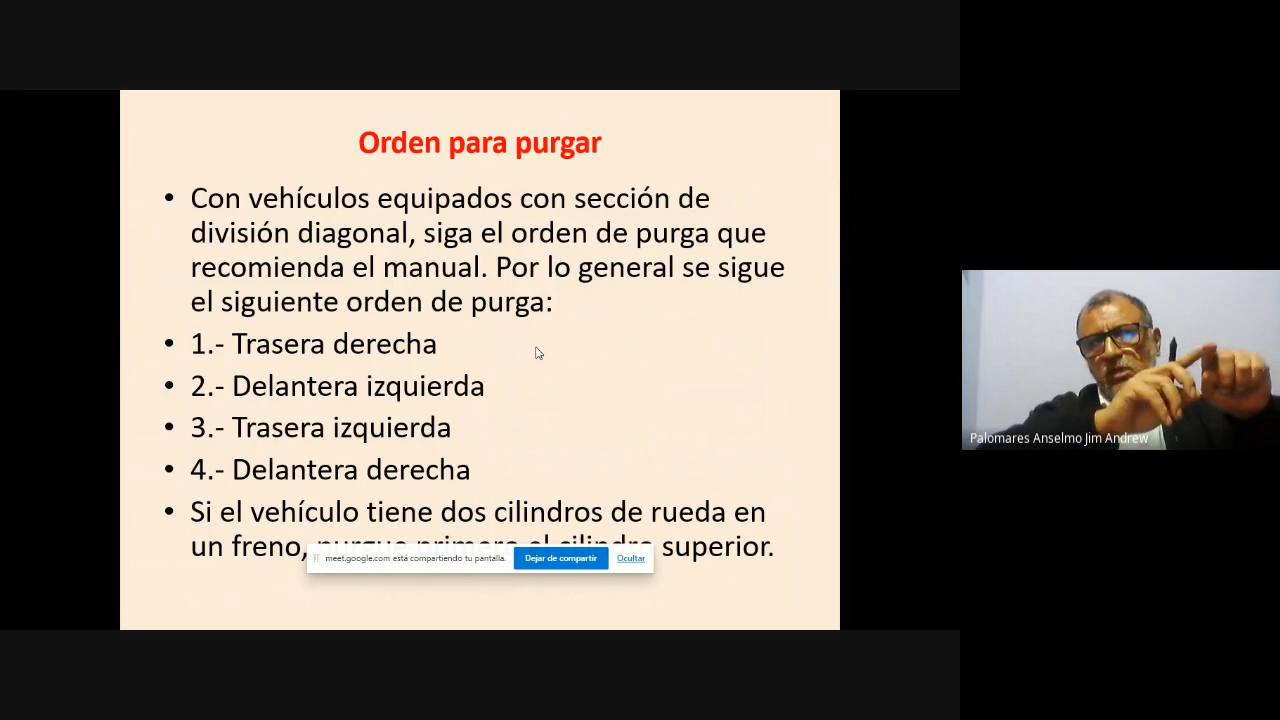 Orden para purgar
• Con vehículos equipados con sección de
división diagonal, siga el orden de purga que
recomienda el manual. Por lo general se sigue
el siguiente orden de purga:
• 1.- Trasera derecha
• 2.- Delantera izquierda
• 3.- Trasera izquierda
• 4.- Delantera derecha
• Si el vehículo tiene dos cilindros de rueda en
un freno, purgue primero el cilindro superior.
meet.google.com está compartiendo tu pantalla. Dejar de compartir Ocultar
Palomares Anselmo Jim Andrew